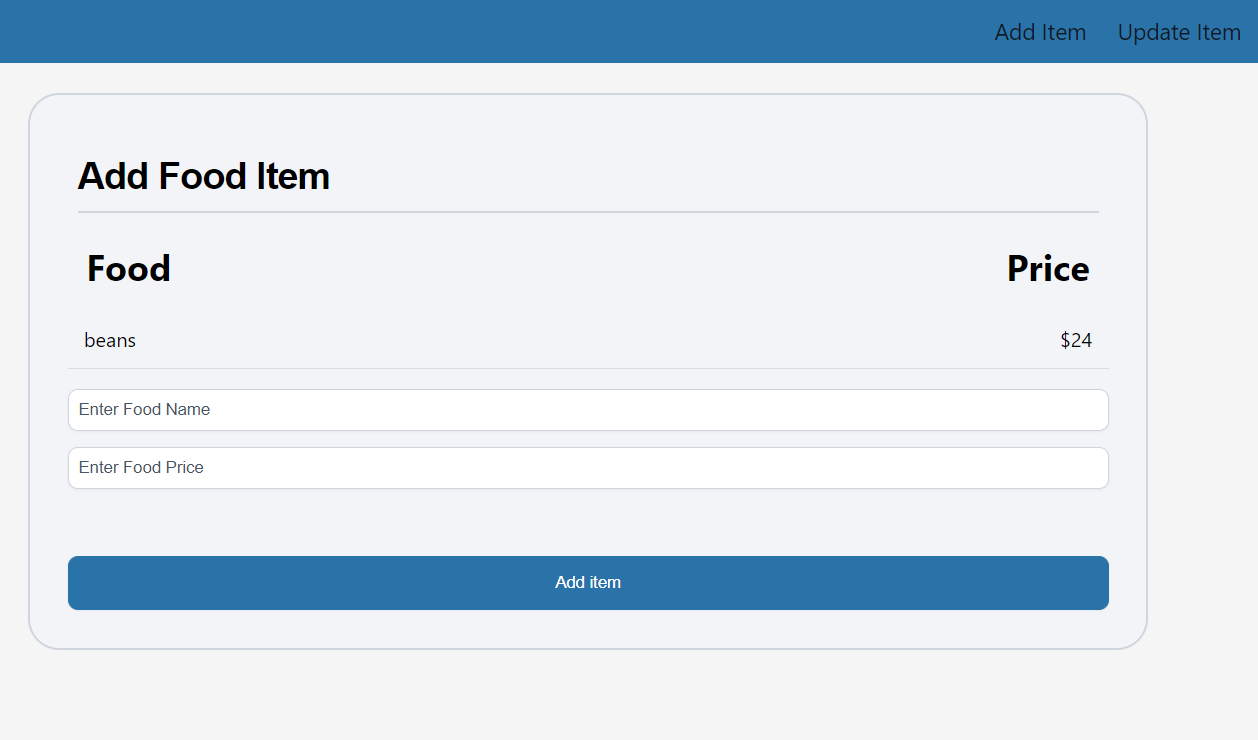 Add Item Update Item
Add Food Item
Food Price
beans $24
Enter Food Name
Enter Food Price
Add item